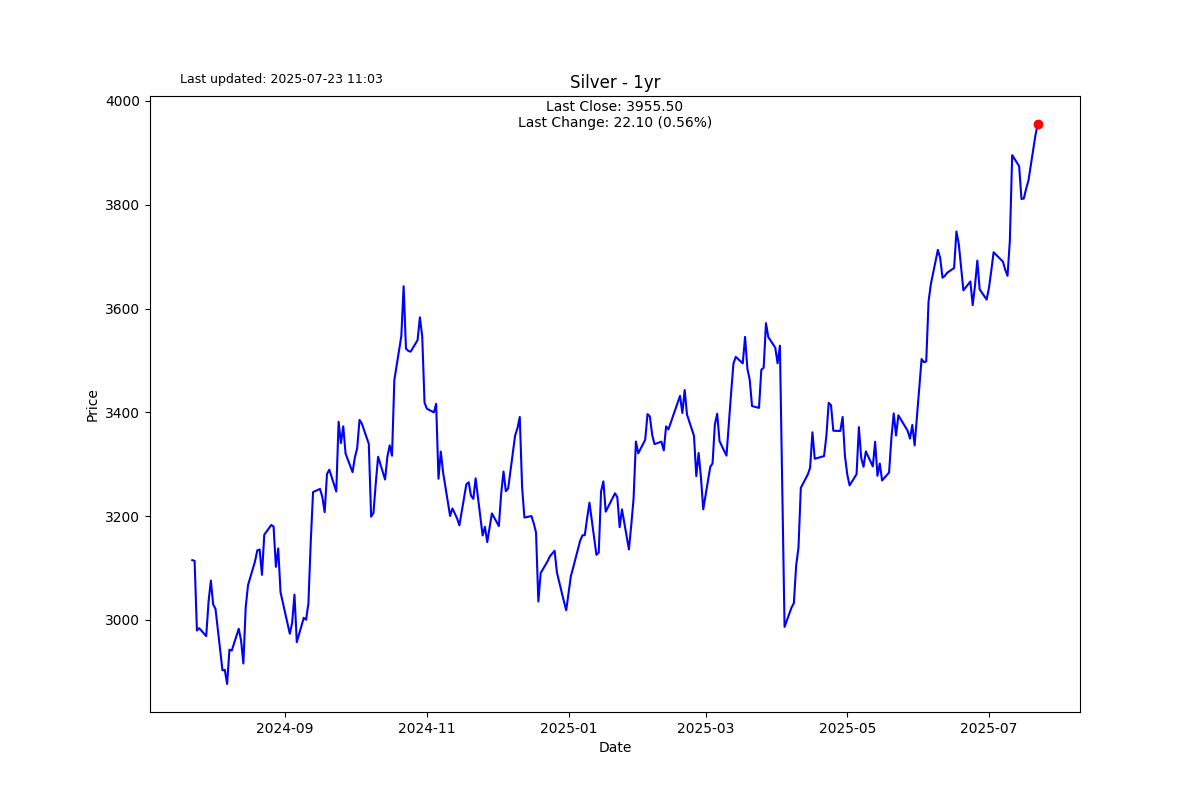 Last updated: 2025-07-23 11:03
Silver - 1yr
Last Close: 3955.50
Last Change: 22.10 (0.56%)
4000
3800
3600
3400
3200
3000
Price
2024-09
2024-11
2025-01
2025-03
2025-05
2025-07
Date